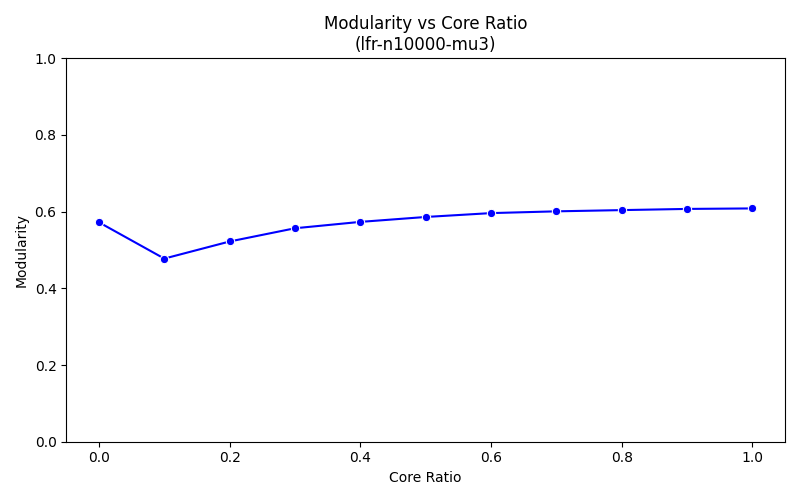 Modularity vs Core Ratio
(lfr-n10000-mu3)
1.0
0.8
0.6
0.4
0.2
0.0
Modularity
0.0 0.2 0.4 0.6 0.8 1.0
Core Ratio